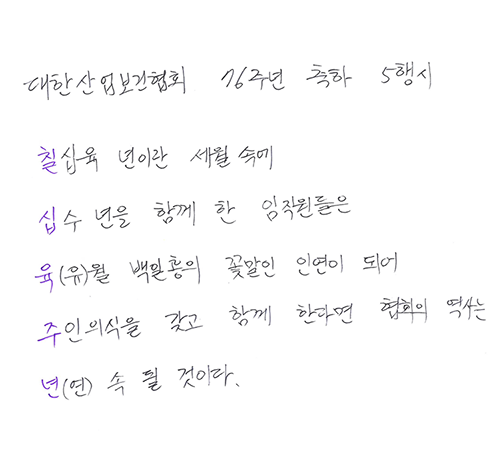 대한산업보건협회 76주년 축하 5행시
칠십육 년이란 세월 속에
십수 년을 함께 한 임직원들은
육(유)월 백일홍의 꽃말인 인연이 되어
주인의식을 갖고 함께 한다면 협회의 역사는
년(연) 속 될 것이다.